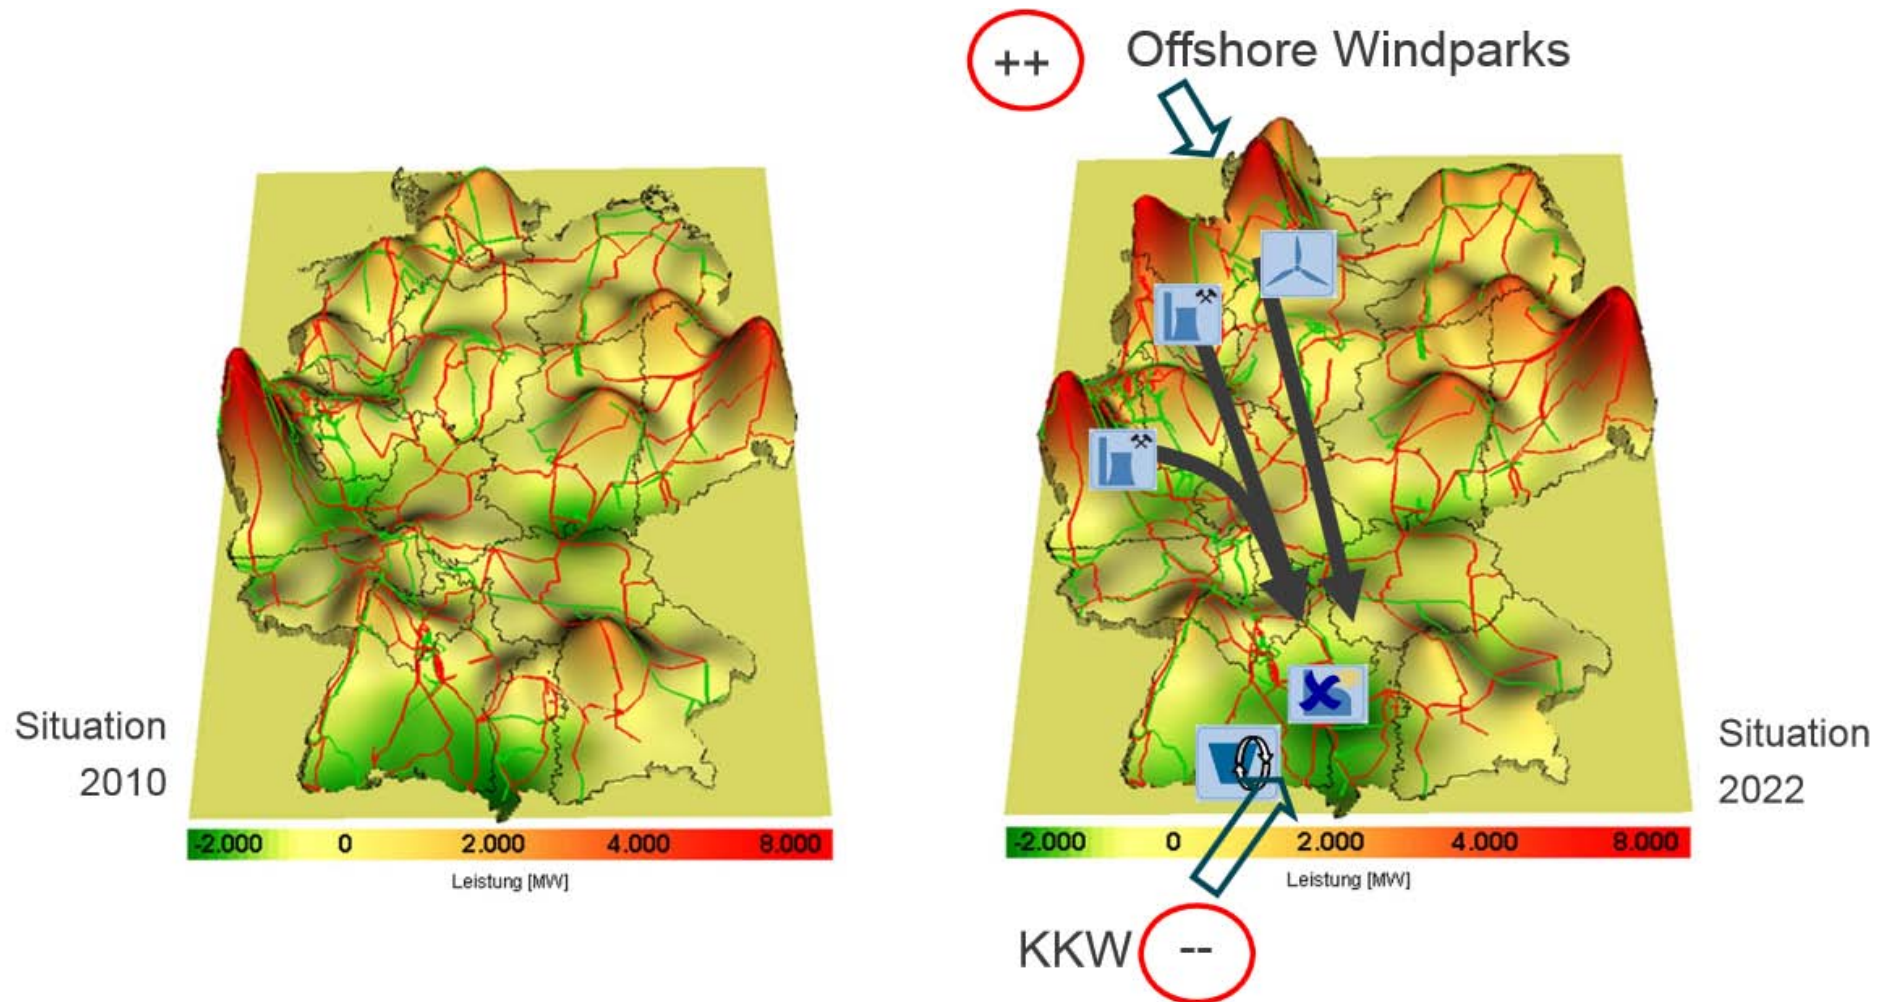 ++ Offshore Windparks
Situation
2010
-2.000 0 2.000 4.000 8.000
Leistung [MW]
Situation
2022
-2.000 0 2.000 4.000 8.000
Leistung [MW]
KKW --